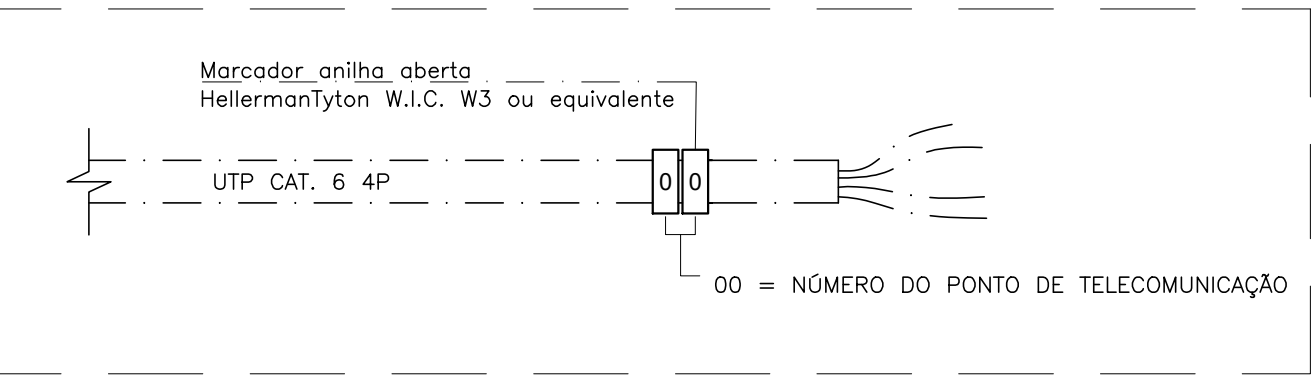 Marcador anilha aberta
HellermanTyton W.I.C. W3 ou equivalente
UTP CAT. 6 4P
0 0
00 = NÚMERO DO PONTO DE TELECOMUNICAÇÃO